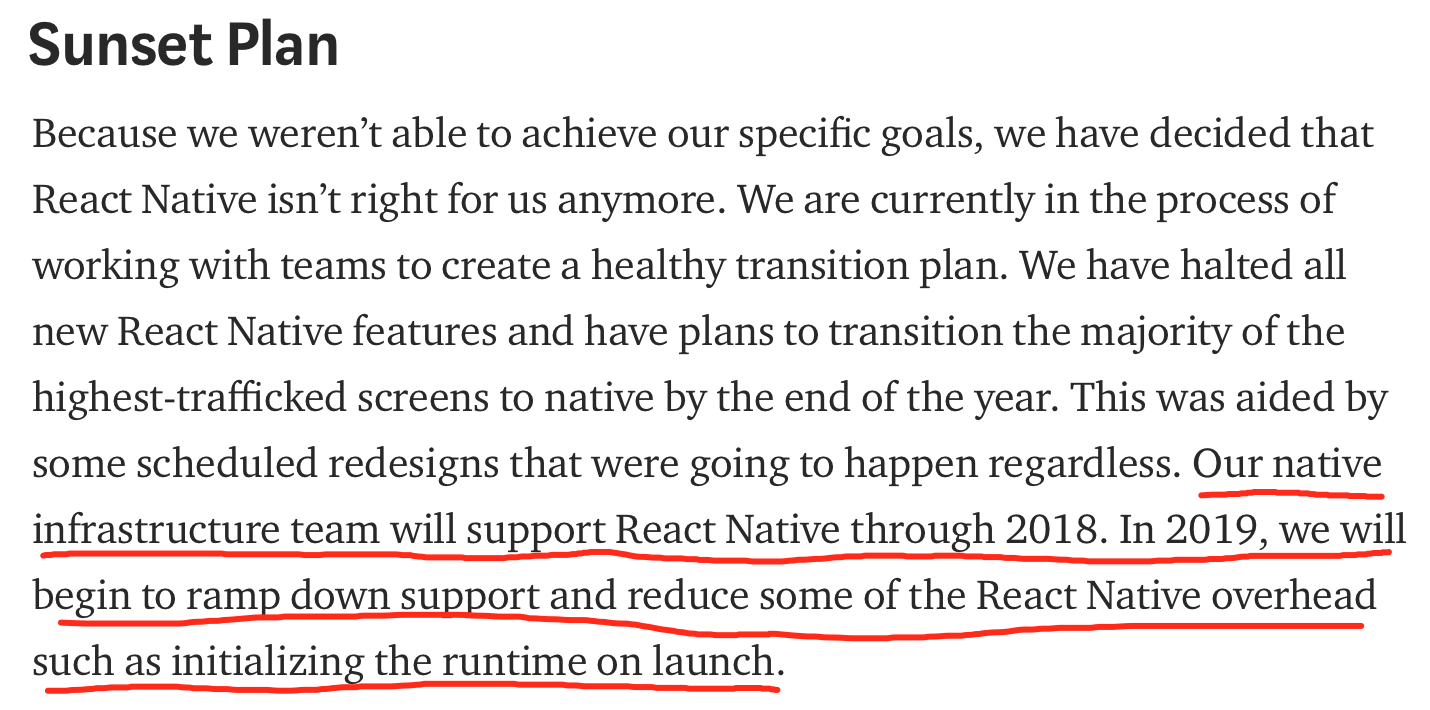 Sunset Plan
Because we weren’t able to achieve our specific goals, we have decided that
React Native isn’t right for us anymore. We are currently in the process of
working with teams to create a healthy transition plan. We have halted all
new React Native features and have plans to transition the majority of the
highest-trafficked screens to native by the end of the year. This was aided by
some scheduled redesigns that were going to happen regardless. Our native
infrastructure team will support React Native through 2018. In 2019, we will
begin to ramp down support and reduce some of the React Native overhead
such as initializing the runtime on launch.